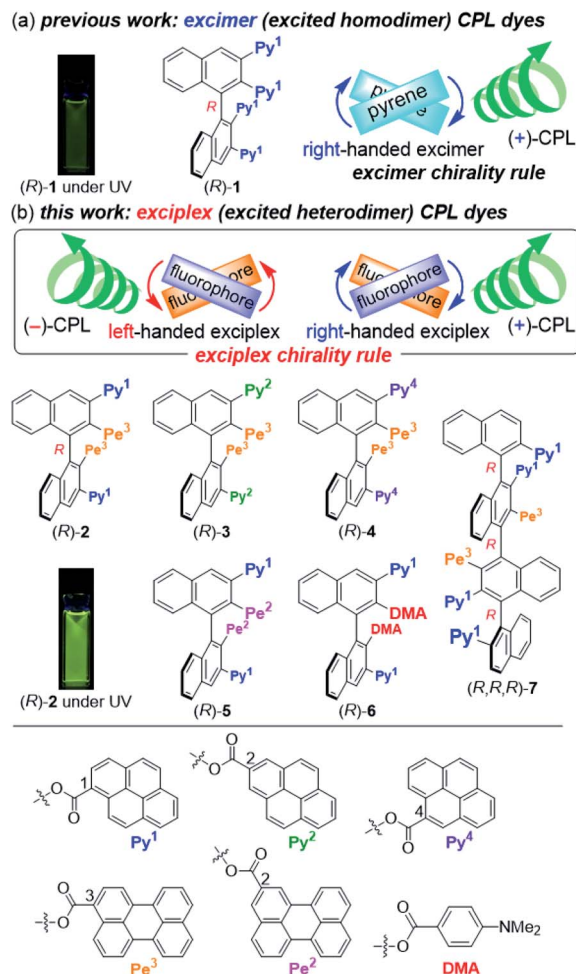 (a) previous work: excimer (excited homodimer) CPL dyes
Py¹
Py¹
R
Py¹
Py¹
pyrene
(R)-1 under UV
(R)-1
right-handed excimer
(+)-CPL
excimer chirality rule
(b) this work: exciplex (excited heterodimer) CPL dyes
fluorophore
fluorophore
fluorophore
fluorophore
(–)-CPL
left-handed exciplex
right-handed exciplex
(+)-CPL
exciplex chirality rule
Py¹
Pe³
R
Pe³
Py¹
(R)-2
Py²
Pe³
Pe³
Py²
(R)-3
Py⁴
Pe³
Pe³
Py⁴
(R)-4
R
Py¹
Py¹
Pe³
R
Pe³
Py¹
R
Py¹
(R,R,R)-7
(R)-2 under UV
Py¹
Pe²
Pe²
Py¹
(R)-5
Py¹
DMA
DMA
Py¹
(R)-6
O
O
1
Py¹
O
O
2
Py²
O
O
4
Py⁴
O
O
3
Pe³
O
O
2
Pe²
O
O
NMe₂
DMA